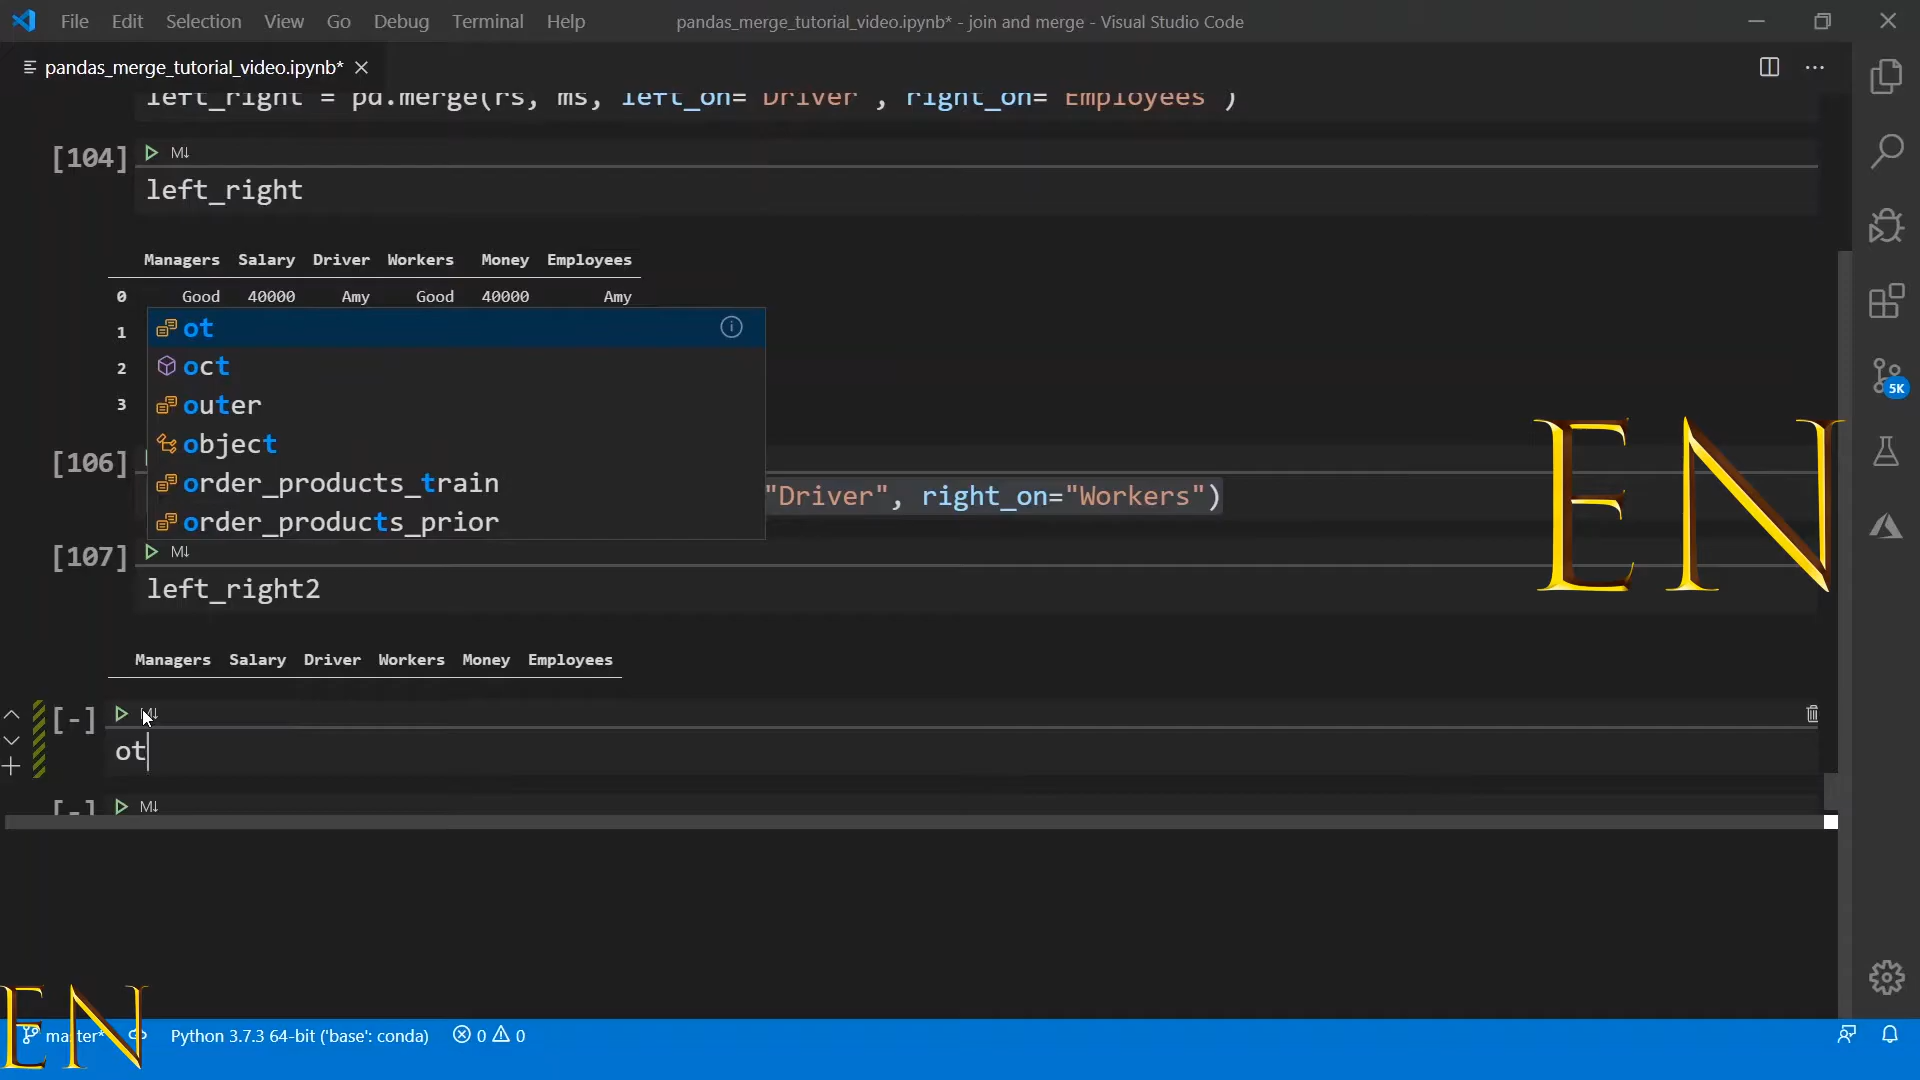 File Edit Selection View Go Debug Terminal Help pandas_merge_tutorial_video.ipynb* - join and merge - Visual Studio Code
pandas_merge_tutorial_video.ipynb*
left_right = pd.merge(rs, ms, left_on="Driver", right_on="Employees")
[104] M↓
left_right
Managers Salary Driver Workers Money Employees
0 Good 40000 Amy Good 40000 Amy
1
2
3
ot
oct
outer
object
order_products_train
order_products_prior
[106]
"Driver", right_on="Workers")
[107] M↓
left_right2
Managers Salary Driver Workers Money Employees
[-] M↓
ot
[-] M↓
5K
EN
EN
master* Python 3.7.3 64-bit ('base': conda) 0 0